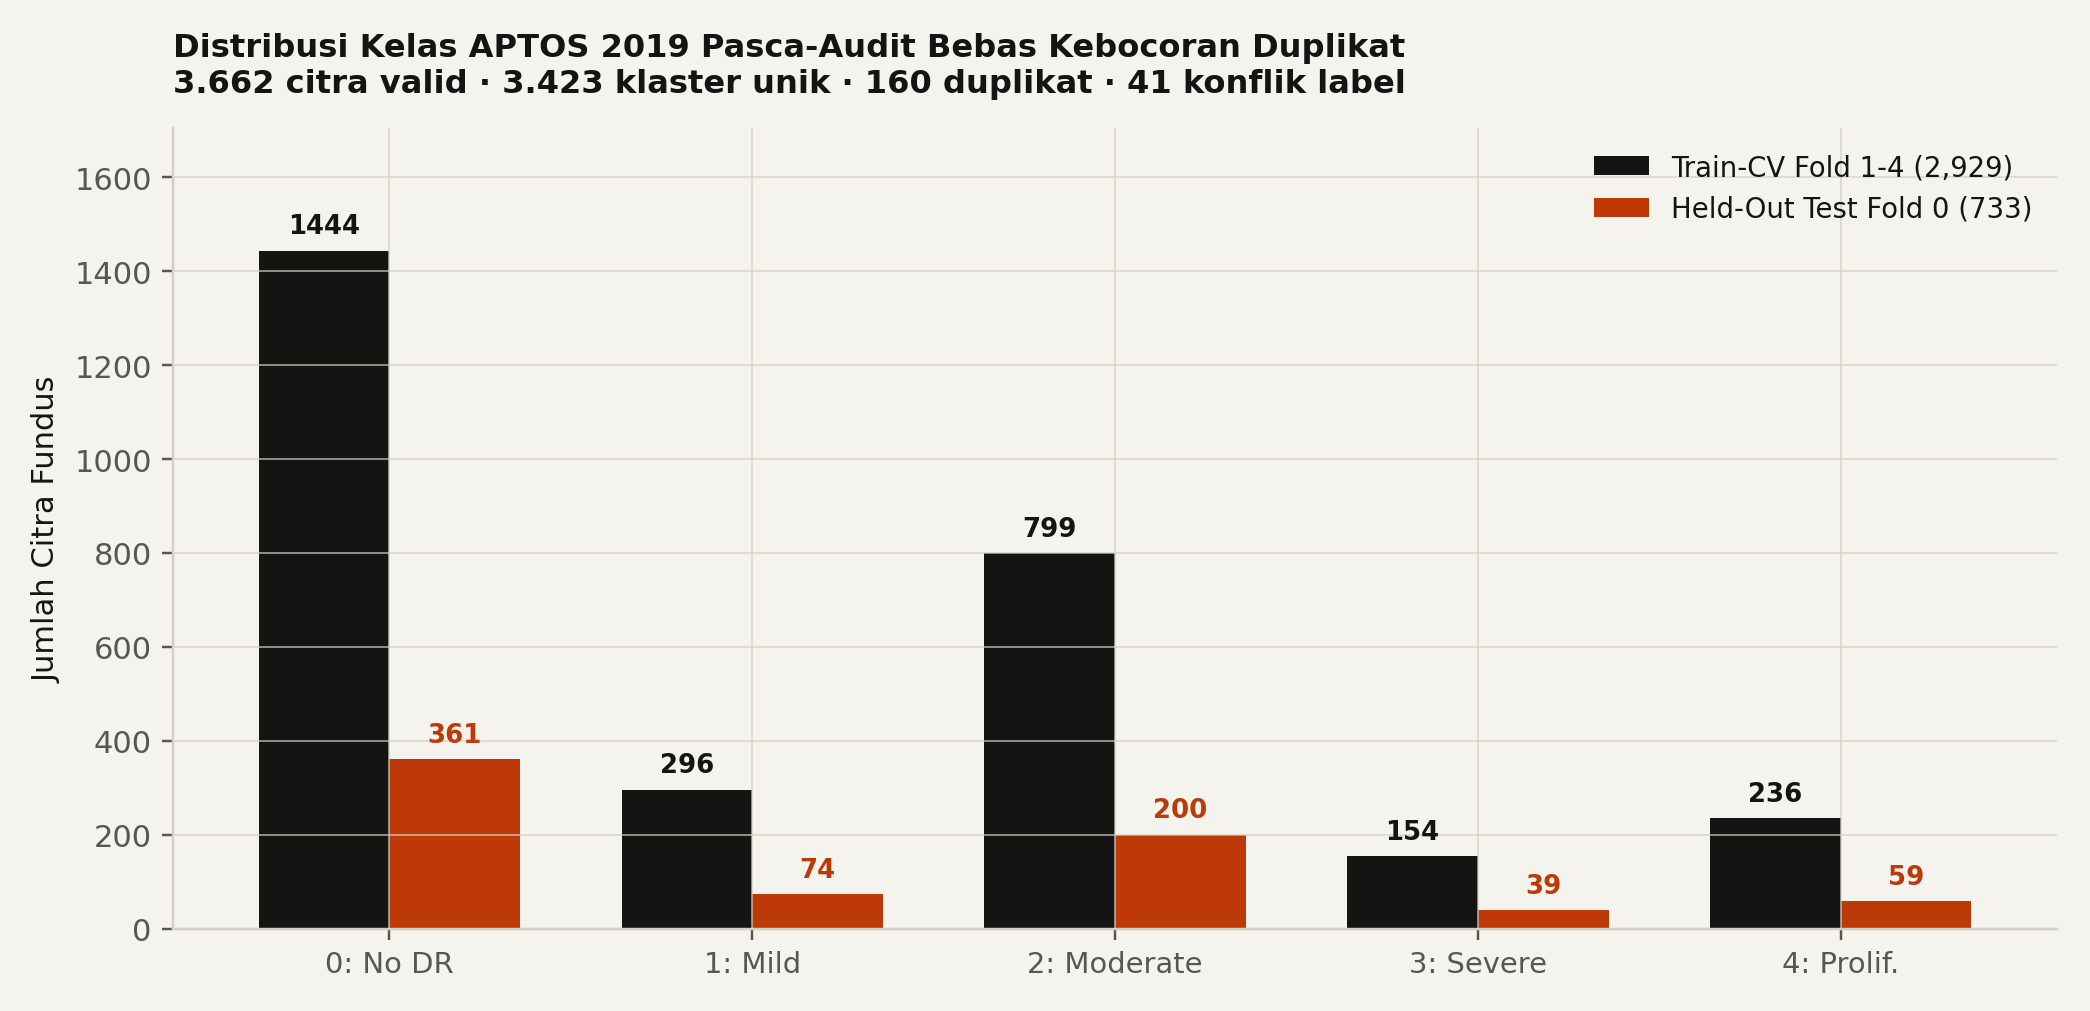 Distribusi Kelas APTOS 2019 Pasca-Audit Bebas Kebocoran Duplikat
3.662 citra valid · 3.423 klaster unik · 160 duplikat · 41 konflik label
Train-CV Fold 1-4 (2,929)
Held-Out Test Fold 0 (733)
Jumlah Citra Fundus
1600
1400
1200
1000
800
600
400
200
0
1444
361
296
74
799
200
154
39
236
59
0: No DR
1: Mild
2: Moderate
3: Severe
4: Prolif.